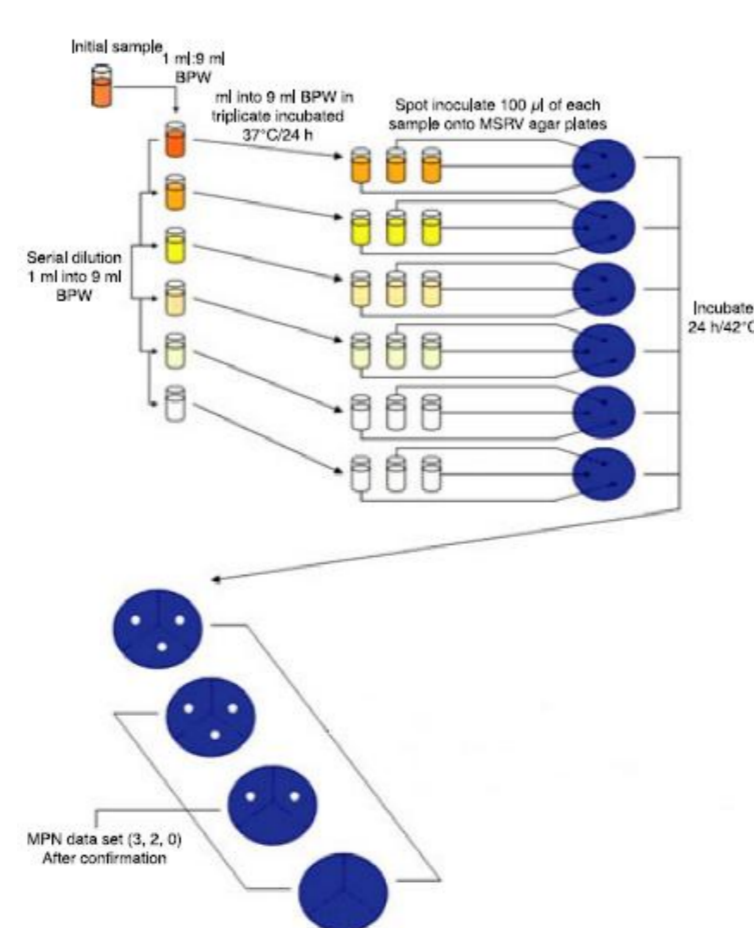 Initial sample
1 ml:9 ml
BPW
ml into 9 ml BPW in
triplicate incubated
37°C/24 h
Spot inoculate 100 µl of each
sample onto MSRV agar plates
Serial dilution
1 ml into 9 ml
BPW
Incubate
24 h/42°C
MPN data set (3, 2, 0)
After confirmation